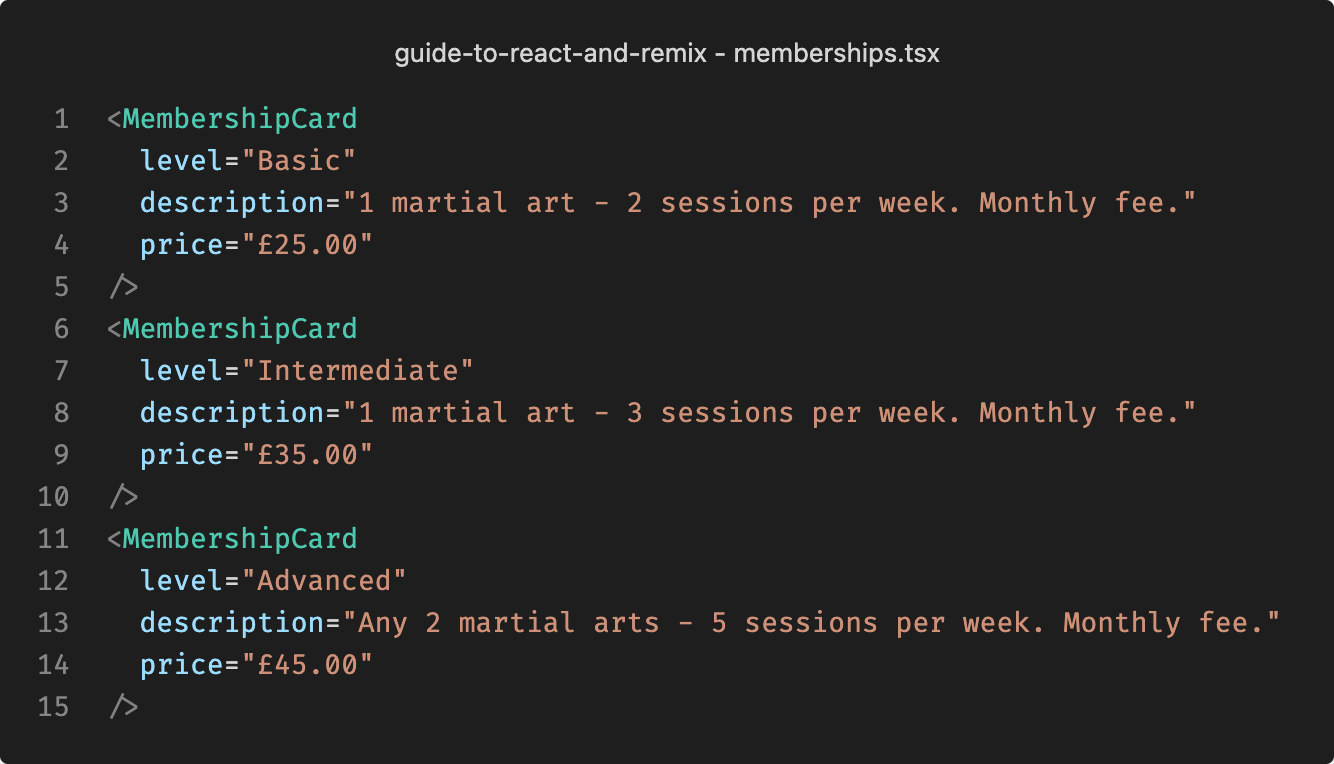 guide-to-react-and-remix - memberships.tsx
1 <MembershipCard
2   level="Basic"
3   description="1 martial art - 2 sessions per week. Monthly fee."
4   price="£25.00"
5 />
6 <MembershipCard
7   level="Intermediate"
8   description="1 martial art - 3 sessions per week. Monthly fee."
9   price="£35.00"
10 />
11 <MembershipCard
12   level="Advanced"
13   description="Any 2 martial arts - 5 sessions per week. Monthly fee."
14   price="£45.00"
15 />